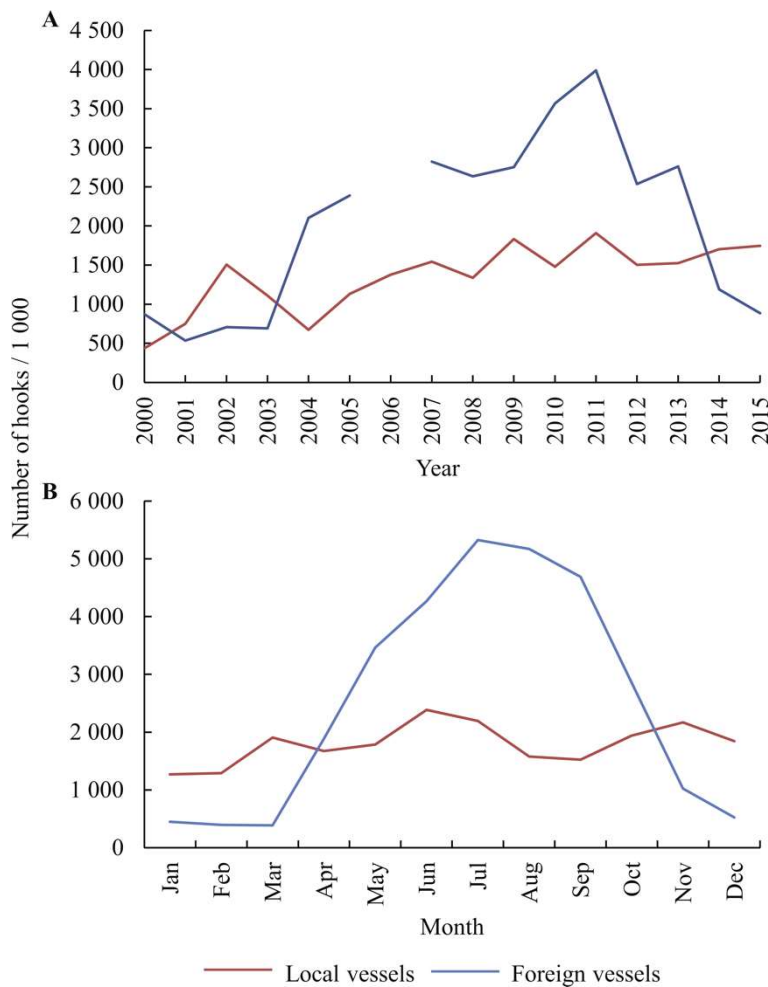 A
4 500
4 000
3 500
3 000
2 500
2 000
1 500
1 000
500
0
2000 2001 2002 2003 2004 2005 2006 2007 2008 2009 2010 2011 2012 2013 2014 2015
Year
Number of hooks / 1 000
B
6 000
5 000
4 000
3 000
2 000
1 000
0
Jan Feb Mar Apr May Jun Jul Aug Sep Oct Nov Dec
Month
Local vessels Foreign vessels